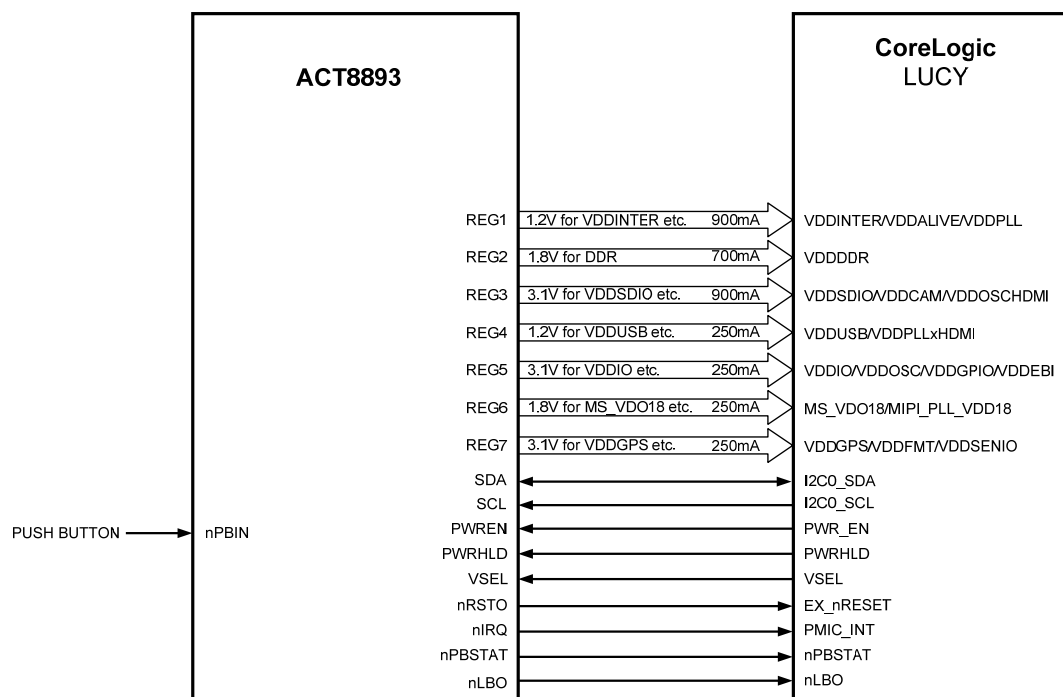 ACT8893
CoreLogic
LUCY
REG1 1.2V for VDDINTER etc. 900mA VDDINTER/VDDALIVE/VDDPLL
REG2 1.8V for DDR 700mA VDDDDR
REG3 3.1V for VDDSDIO etc. 900mA VDDSDIO/VDDCAM/VDDOSCHDMI
REG4 1.2V for VDDUSB etc. 250mA VDDUSB/VDDPLLxHDMI
REG5 3.1V for VDDIO etc. 250mA VDDIO/VDDOSC/VDDGPIO/VDDEBI
REG6 1.8V for MS_VDO18 etc. 250mA MS_VDO18/MIPI_PLL_VDD18
REG7 3.1V for VDDGPS etc. 250mA VDDGPS/VDDFMT/VDDSENIO
SDA I2C0_SDA
SCL I2C0_SCL
PUSH BUTTON nPBIN PWREN PWR_EN
PWRHLD PWRHLD
VSEL VSEL
nRSTO EX_nRESET
nIRQ PMIC_INT
nPBSTAT nPBSTAT
nLBO nLBO